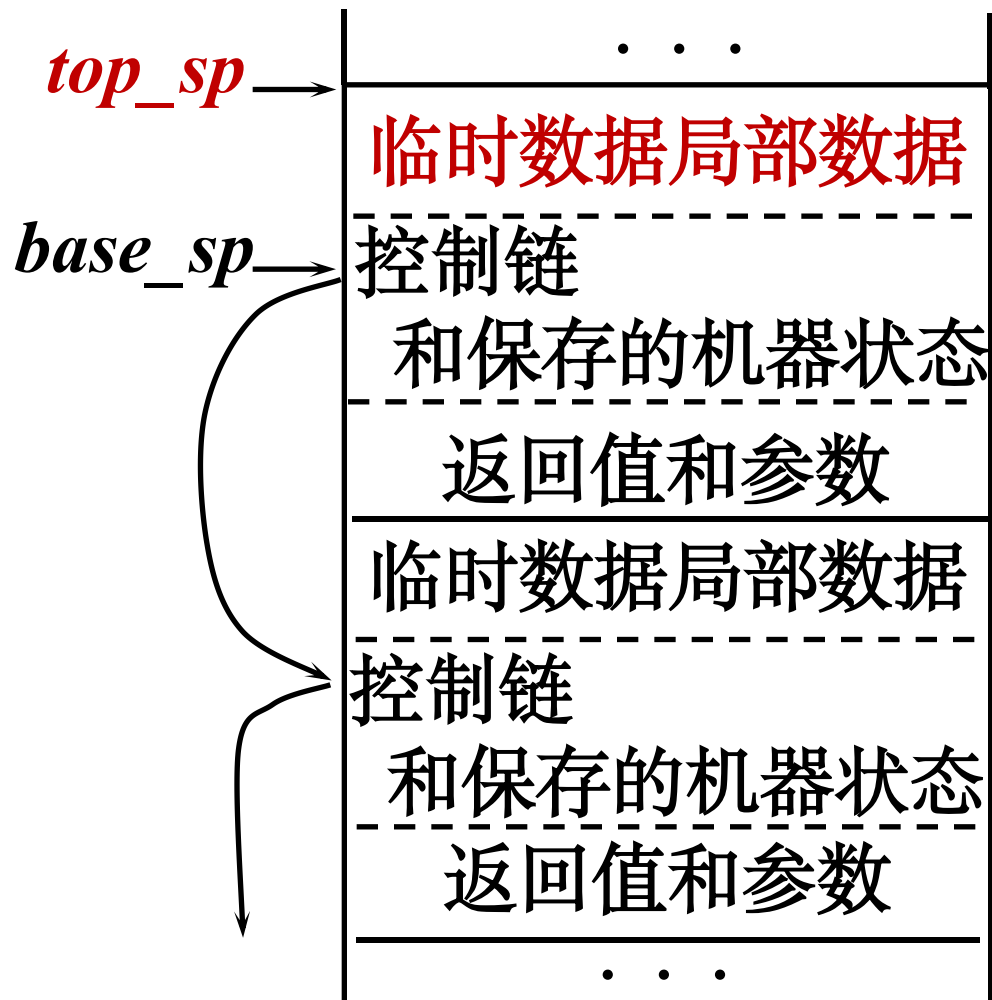 . . .
top_sp
临时数据局部数据
base_sp
控制链
和保存的机器状态
返回值和参数
临时数据局部数据
控制链
和保存的机器状态
返回值和参数
. . .